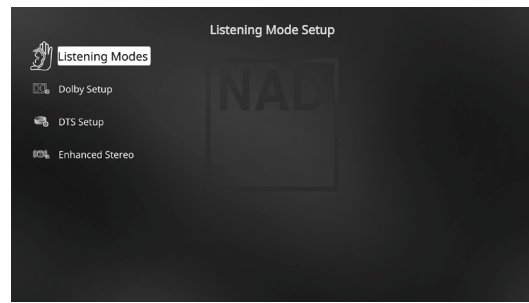 Listening Mode Setup
Listening Modes
Dolby Setup
DTS Setup
Enhanced Stereo
NAD